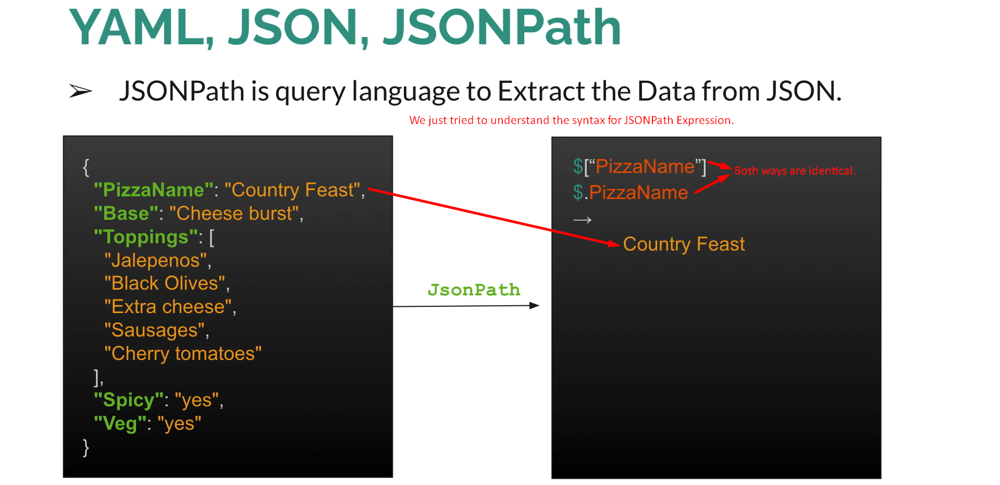 YAML, JSON, JSONPath
➢ JSONPath is query language to Extract the Data from JSON.
We just tried to understand the syntax for JSONPath Expression.
{
"PizzaName": "Country Feast",
"Base": "Cheese burst",
"Toppings": [
"Jalepenos",
"Black Olives",
"Extra cheese",
"Sausages",
"Cherry tomatoes"
],
"Spicy": "yes",
"Veg": "yes"
}
JsonPath
$[“PizzaName”]
Both ways are identical.
$.PizzaName
→
Country Feast